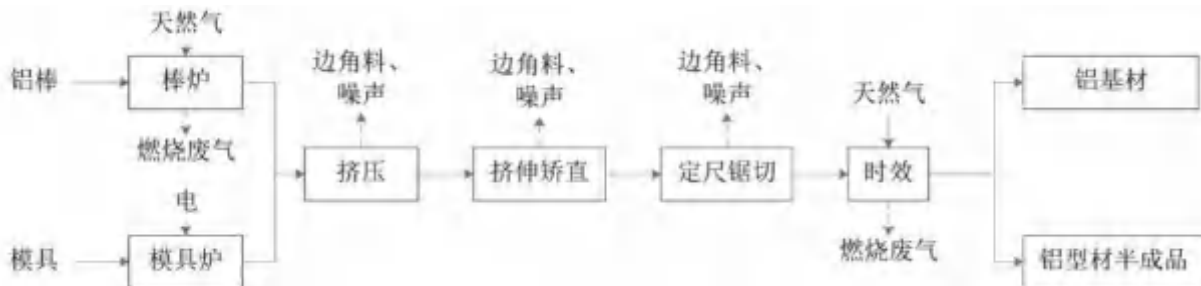 天然气
铝棒
棒炉
燃烧废气
电
模具
模具炉
边角料、
噪声
挤压
边角料、
噪声
挤伸矫直
边角料、
噪声
定尺锯切
天然气
时效
燃烧废气
铝基材
铝型材半成品